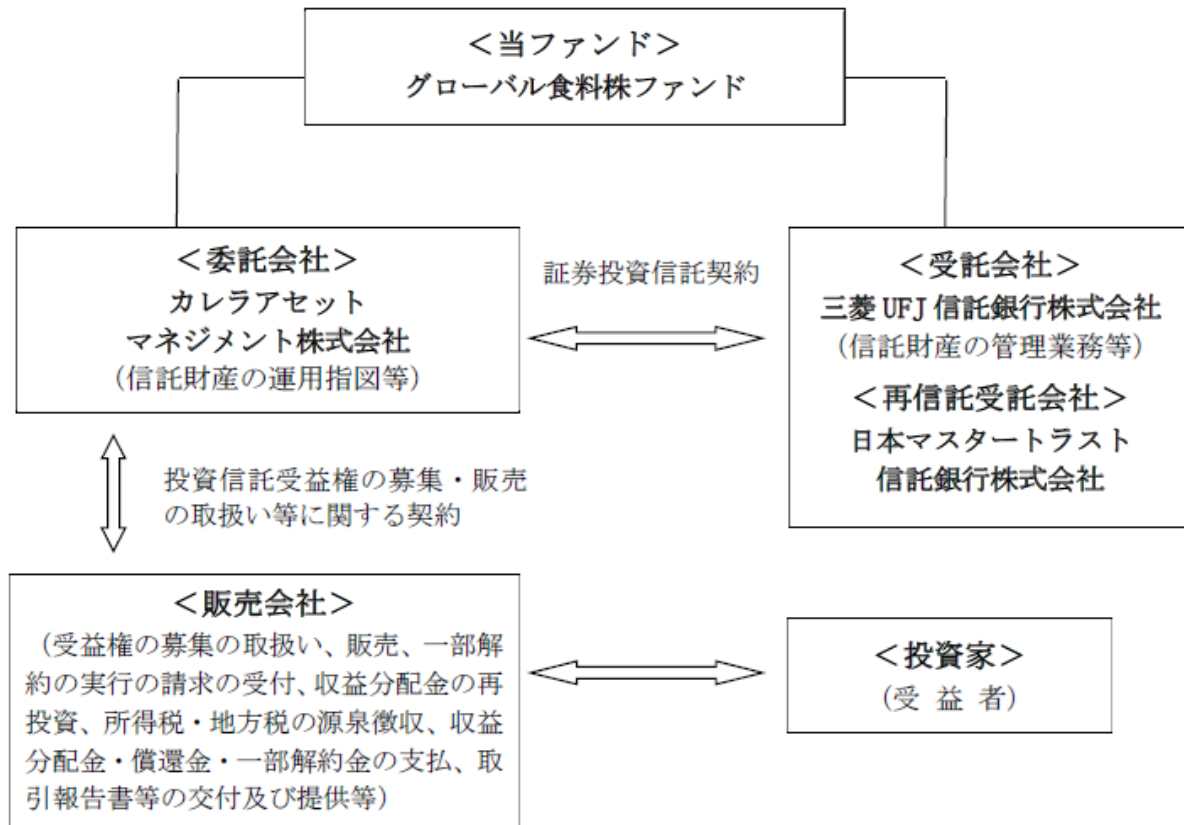 ＜当ファンド＞
グローバル食料株ファンド
＜委託会社＞
カレラアセット
マネジメント株式会社
（信託財産の運用指図等）
証券投資信託契約
＜受託会社＞
三菱 UFJ 信託銀行株式会社
（信託財産の管理業務等）
＜再信託受託会社＞
日本マスタートラスト
信託銀行株式会社
投資信託受益権の募集・販売
の取扱い等に関する契約
＜販売会社＞
（受益権の募集の取扱い、販売、一部解
約の実行の請求の受付、収益分配金の再
投資、所得税・地方税の源泉徴収、収益
分配金・償還金・一部解約金の支払、取
引報告書等の交付及び提供等）
＜投資家＞
（受 益 者）